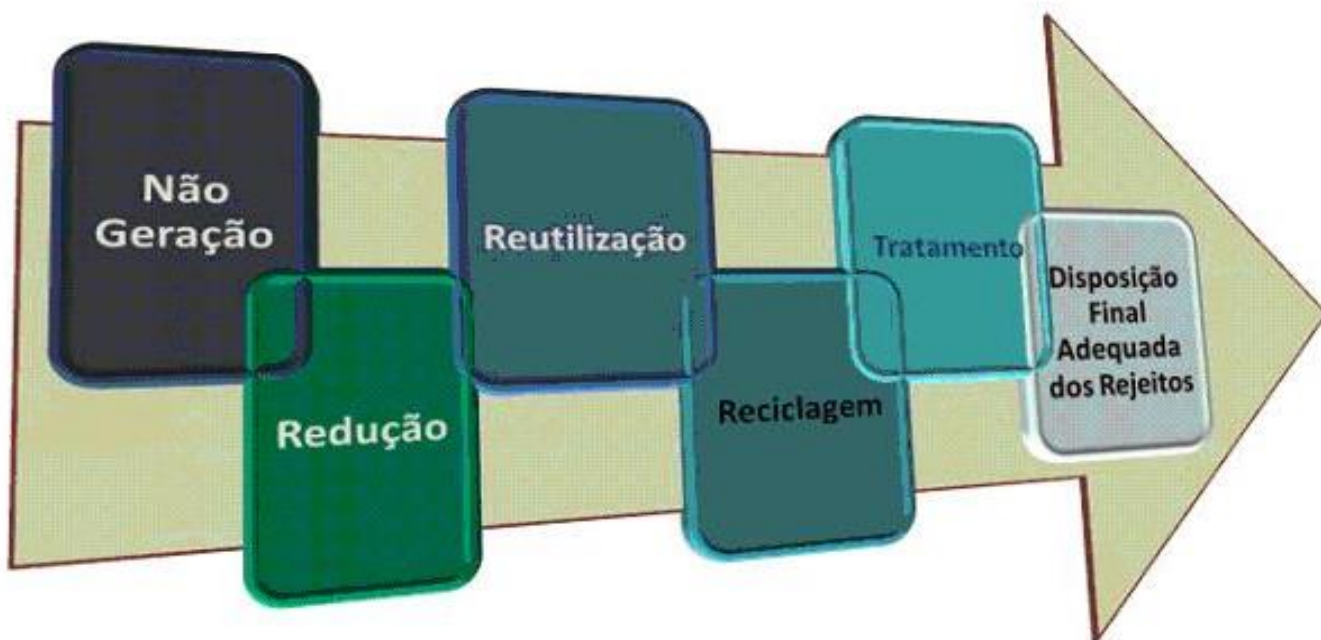 Não
Geração
Redução
Reutilização
Reciclagem
Tratamento
Disposição
Final
Adequada
dos Rejeitos